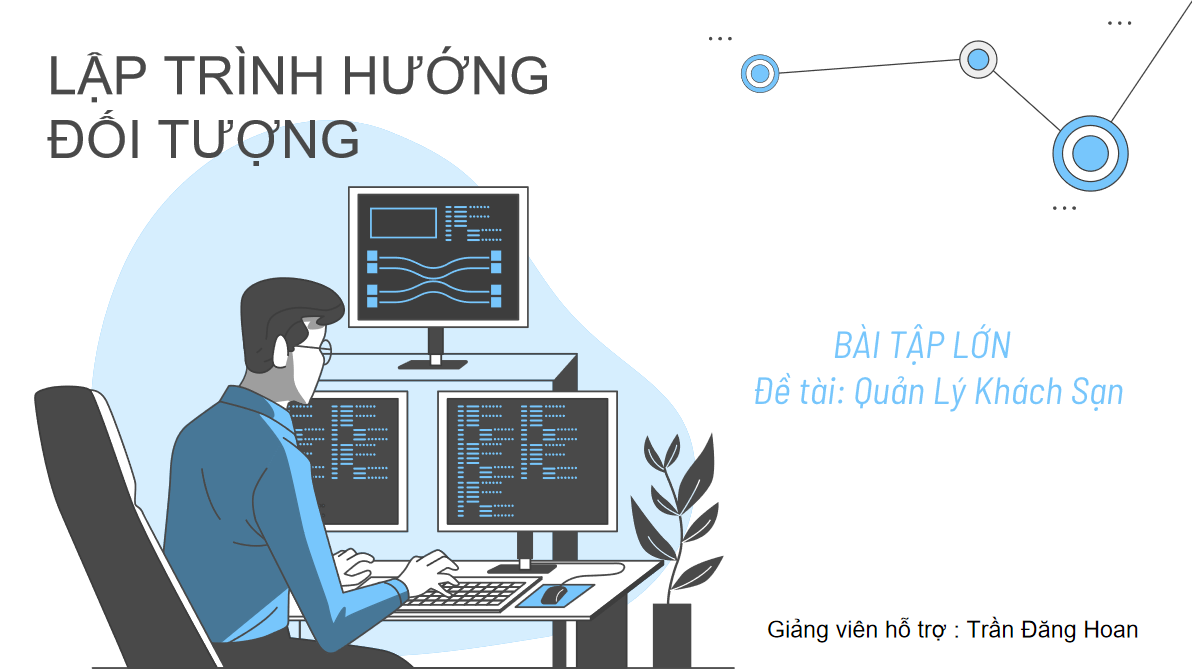 LẬP TRÌNH HƯỚNG
ĐỐI TƯỢNG
BÀI TẬP LỚN
Đề tài: Quản Lý Khách Sạn
Giảng viên hỗ trợ : Trần Đăng Hoan